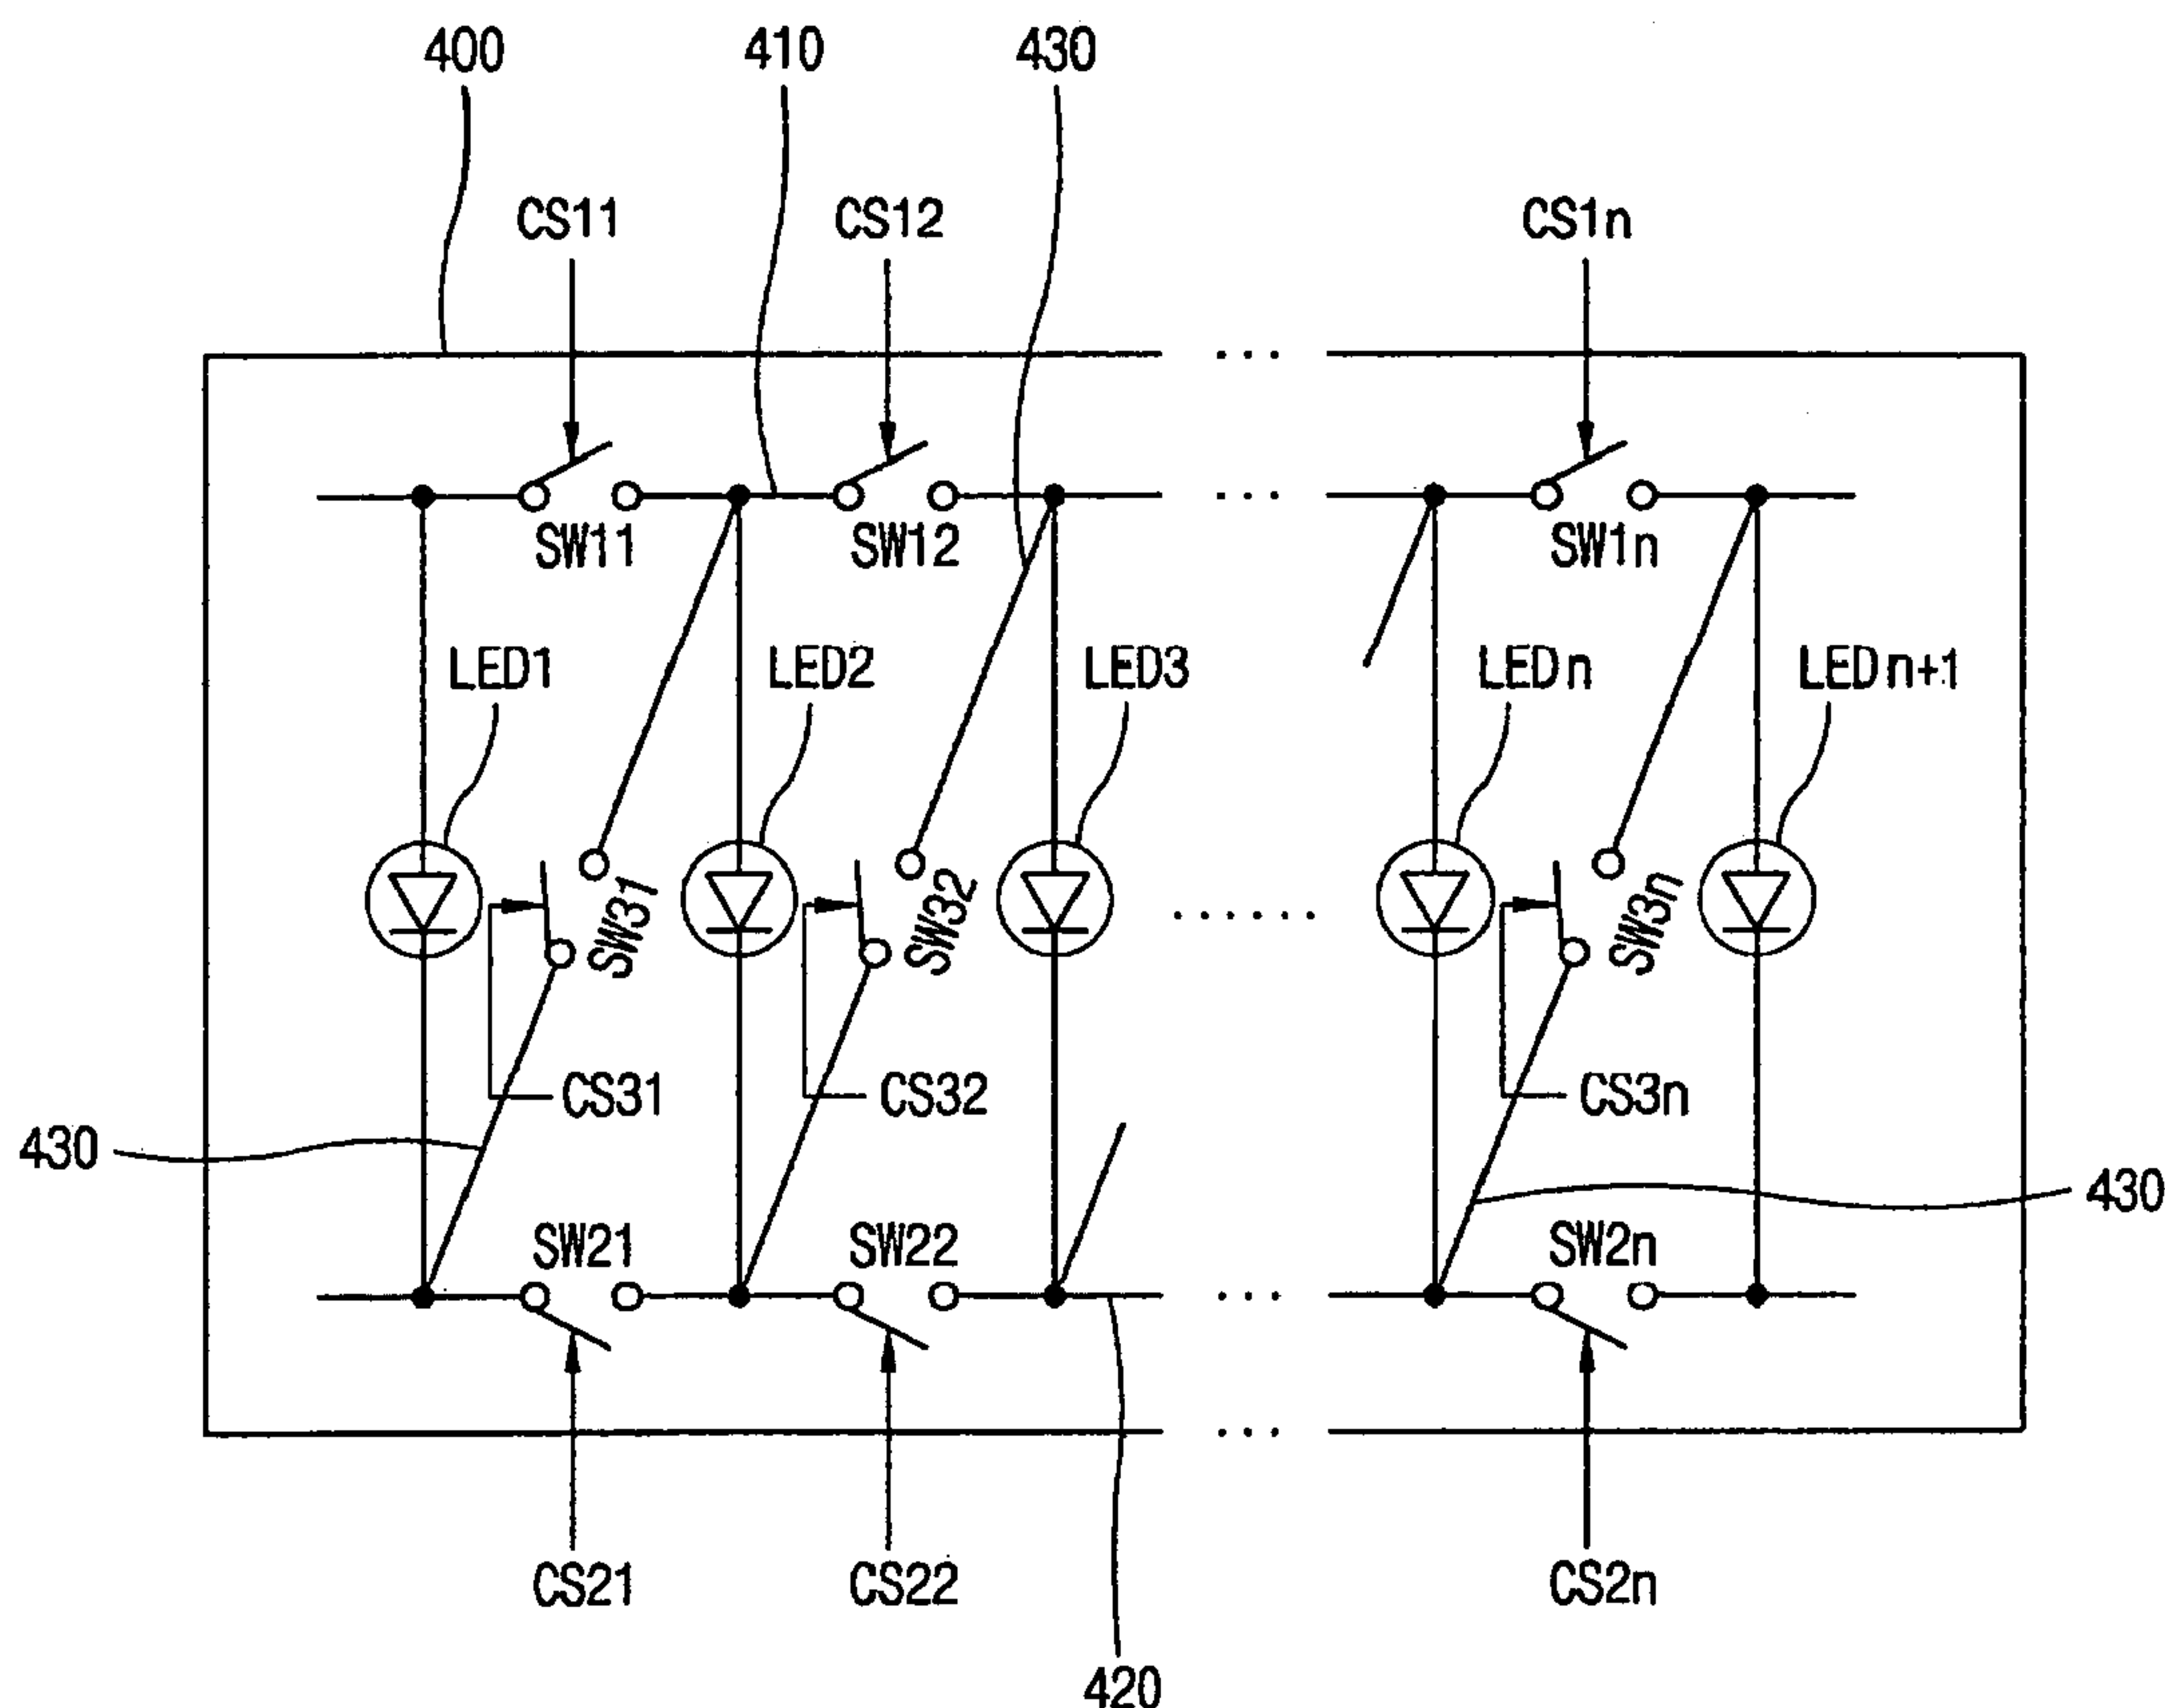 400 410 430
CS11 CS12 CS1n
SW11 SW12 SW1n
LED1 LED2 LED3 LEDn LEDn+1
SW31 SW32 SW3n
CS31 CS32 CS3n
430
430
SW21 SW22 SW2n
CS21 CS22 CS2n
420